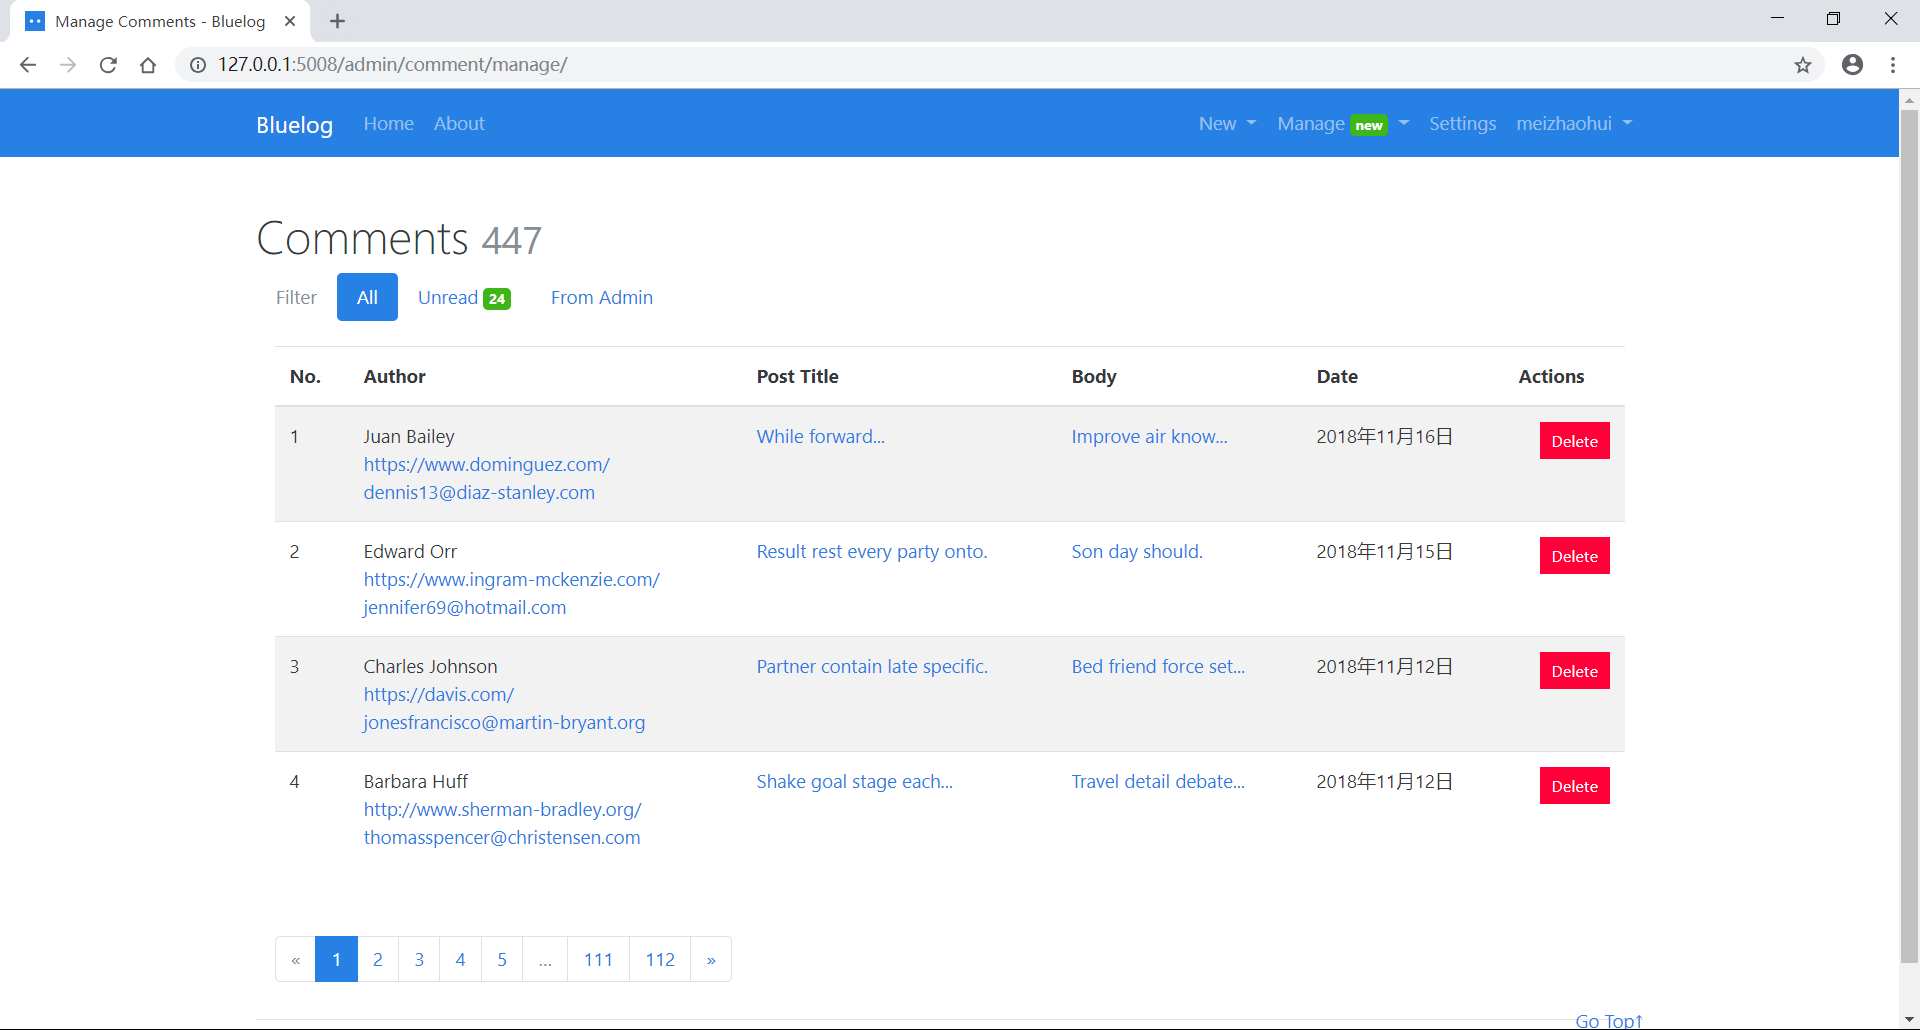 Manage Comments - Bluelog
127.0.0.1:5008/admin/comment/manage/
Bluelog Home About New Manage new Settings meizhaohui
Comments 447
Filter All Unread 24 From Admin
No. Author Post Title Body Date Actions
1 Juan Bailey While forward... Improve air know... 2018年11月16日 Delete
https://www.dominguez.com/
dennis13@diaz-stanley.com
2 Edward Orr Result rest every party onto. Son day should. 2018年11月15日 Delete
https://www.ingram-mckenzie.com/
jennifer69@hotmail.com
3 Charles Johnson Partner contain late specific. Bed friend force set... 2018年11月12日 Delete
https://davis.com/
jonesfrancisco@martin-bryant.org
4 Barbara Huff Shake goal stage each... Travel detail debate... 2018年11月12日 Delete
http://www.sherman-bradley.org/
thomasspencer@christensen.com
« 1 2 3 4 5 ... 111 112 »
Go Top↑